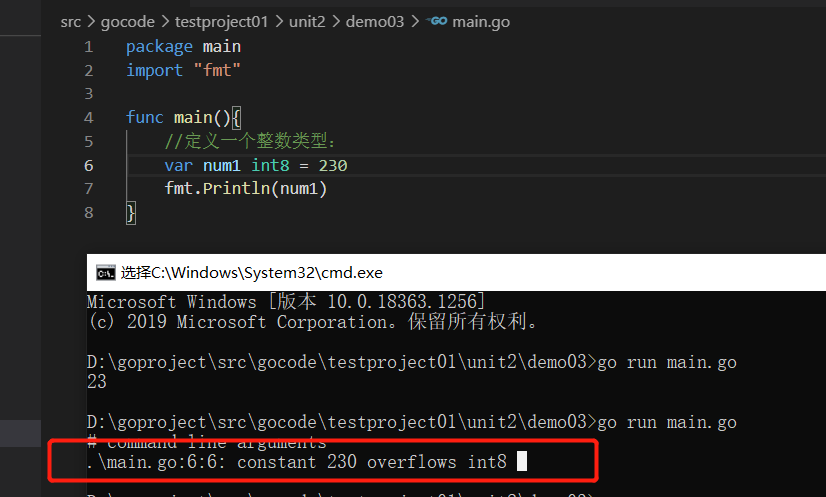 src > gocode > testproject01 > unit2 > demo03 > GO main.go
1 package main
2 import "fmt"
3
4 func main(){
5 //定义一个整数类型:
6 var num1 int8 = 230
7 fmt.Println(num1)
8 }
选择C:\Windows\System32\cmd.exe
Microsoft Windows [版本 10.0.18363.1256]
(c) 2019 Microsoft Corporation。保留所有权利。
D:\goproject\src\gocode\testproject01\unit2\demo03>go run main.go
23
D:\goproject\src\gocode\testproject01\unit2\demo03>go run main.go
# command-line-arguments
.\main.go:6:6: constant 230 overflows int8